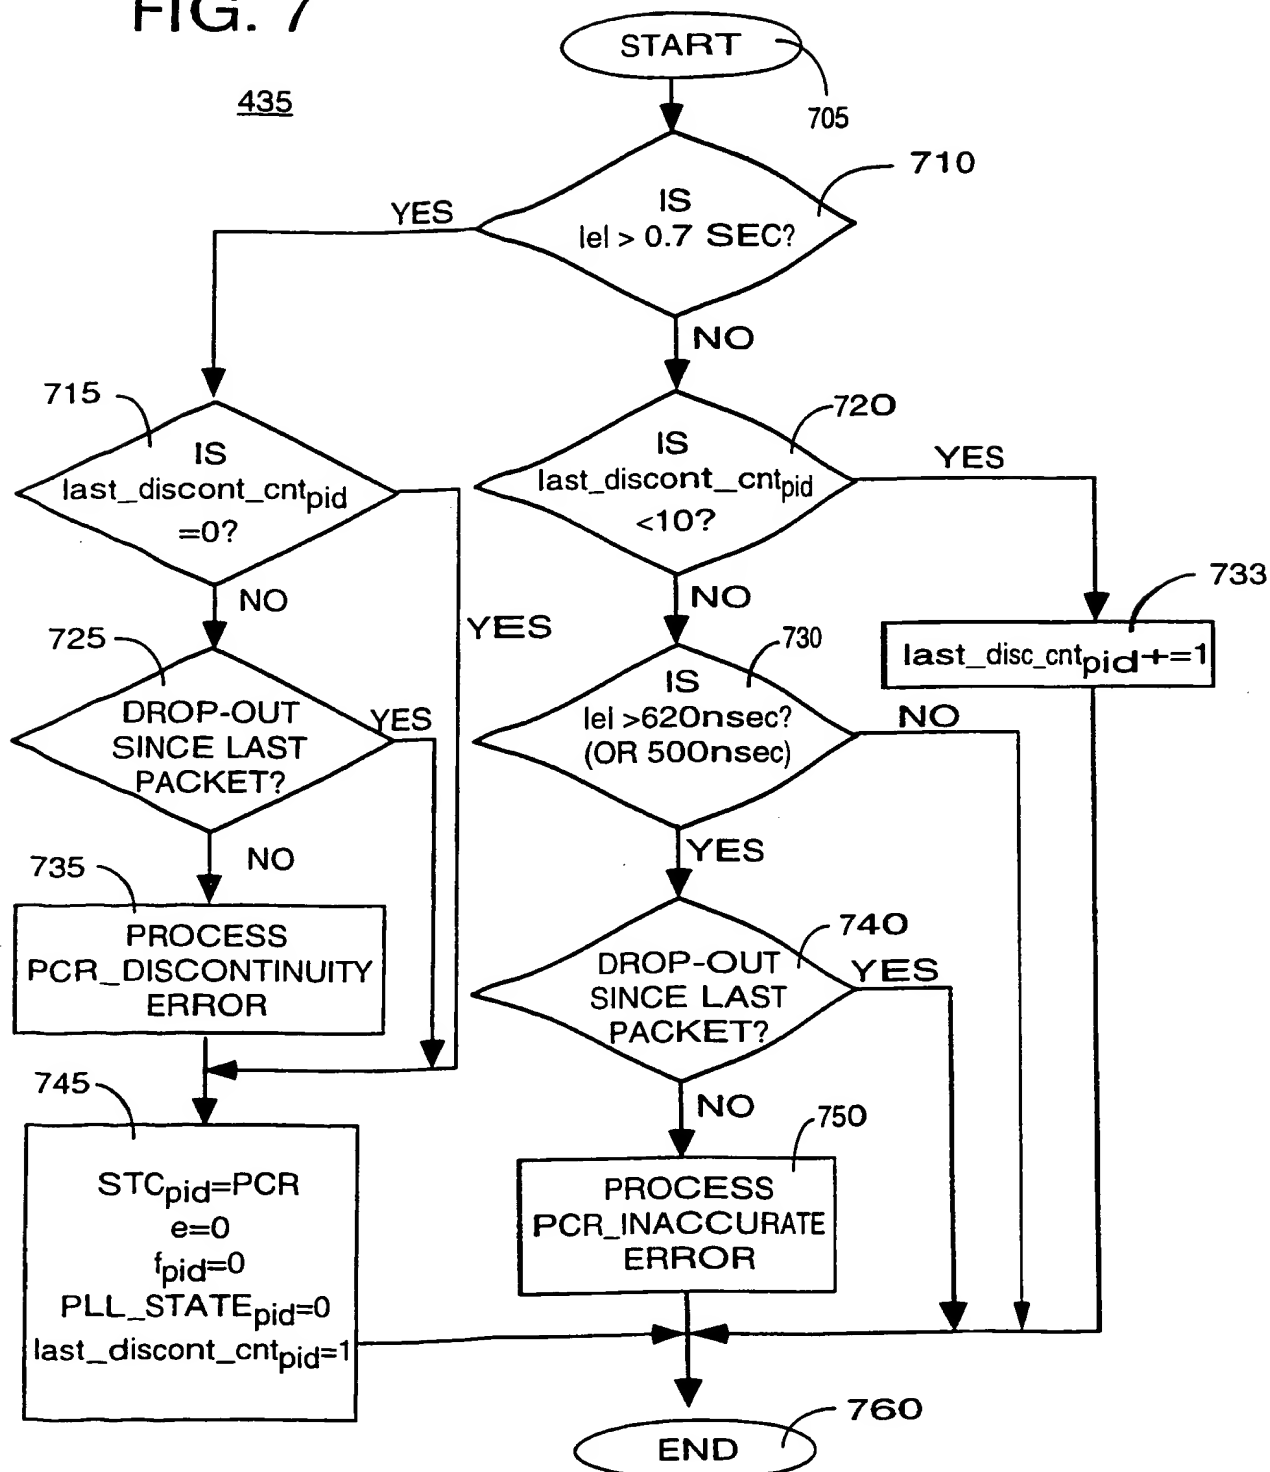 FIG. 7
435
START
705
710
IS
|e| > 0.7 SEC?
YES
NO
715
IS
last_discont_cntpid
=0?
720
IS
last_discont_cntpid
<10?
YES
NO
NO
YES
733
last_disc_cntpid+=1
725
DROP-OUT
SINCE LAST
PACKET?
YES
NO
730
IS
|e| >620nsec?
(OR 500nsec)
NO
YES
735
PROCESS
PCR_DISCONTINUITY
ERROR
740
DROP-OUT
SINCE LAST
PACKET?
YES
NO
745
STCpid=PCR
e=0
fpid=0
PLL_STATEpid=0
last_discont_cntpid=1
750
PROCESS
PCR_INACCURATE
ERROR
760
END